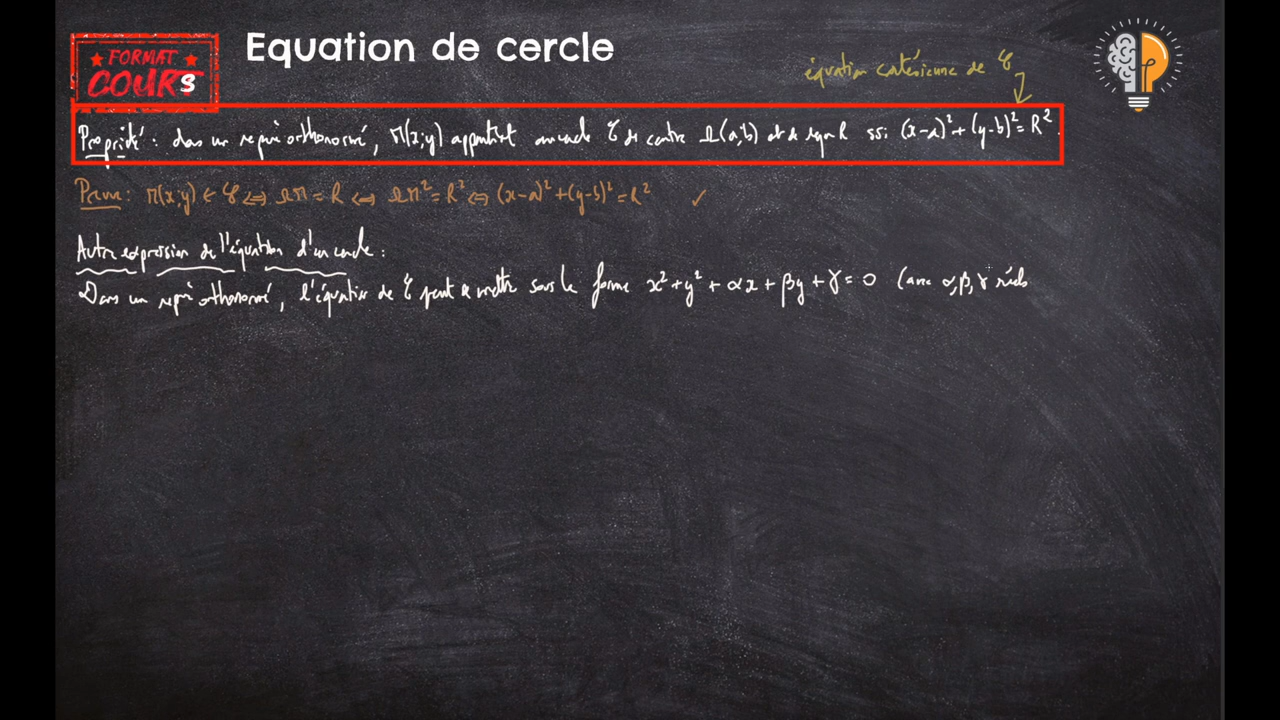 Equation de cercle
FORMAT
COURS
équation cartésienne de 𝒞
Propriété : dans un repère orthonormé, M(x;y) appartient au cercle 𝒞 de centre Ω(a;b) et de rayon R ssi (x-a)²+(y-b)²=R².
Preuve : M(x;y) ∈ 𝒞 ⇔ ΩM = R ⇔ ΩM² = R² ⇔ (x-a)²+(y-b)²=R² ✓
Autre expression de l'équation d'un cercle :
Dans un repère orthonormé, l'équation de 𝒞 peut se mettre sous la forme x²+y²+αx+βy+γ=0 (avec α,β,γ réels